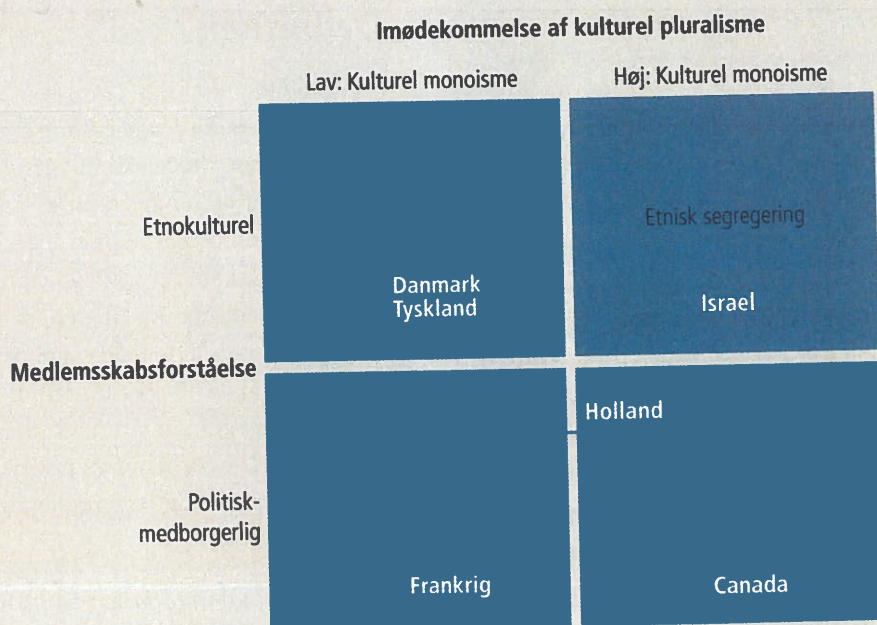 Imødekommelse af kulturel pluralisme
Lav: Kulturel monoisme
Høj: Kulturel monoisme
Etnokulturel
Etnisk segregering
Danmark
Tyskland
Israel
Medlemsskabsforståelse
Holland
Politisk-
medborgerlig
Frankrig
Canada